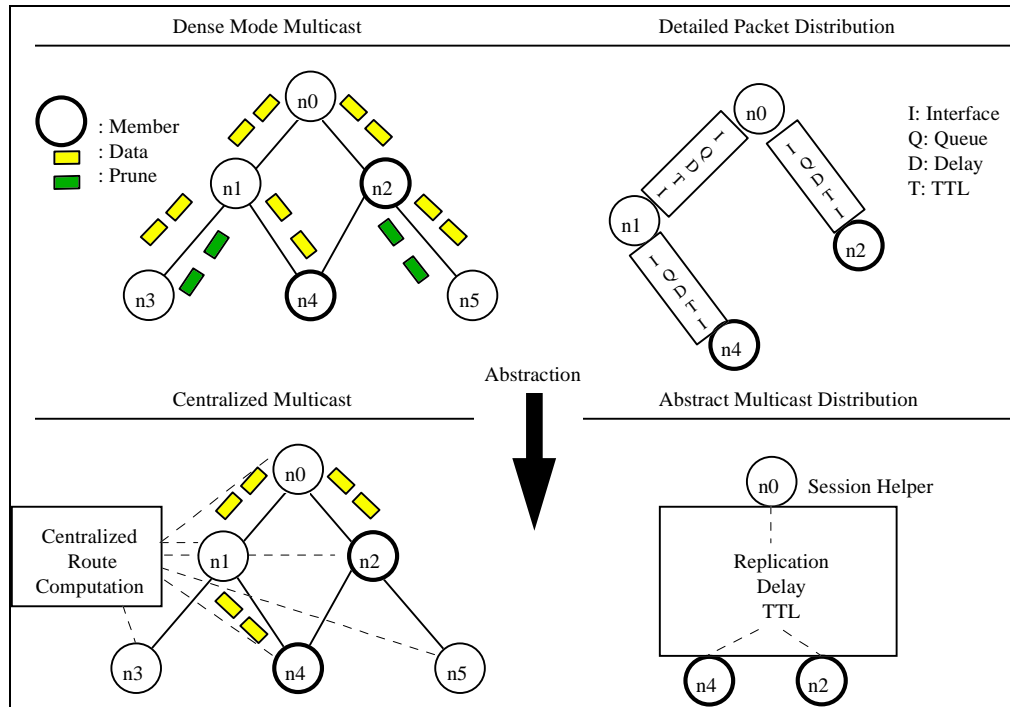 Dense Mode Multicast
n0
: Member
: Data
: Prune
n1
n2
n3
n4
n5
Detailed Packet Distribution
n0
I: Interface
Q: Queue
D: Delay
T: TTL
I Q D T I
I Q D T I
n1
n2
I Q D T I
n4
Abstraction
Centralized Multicast
n0
Centralized
Route
Computation
n1
n2
n3
n4
n5
Abstract Multicast Distribution
n0
Session Helper
Replication
Delay
TTL
n4
n2